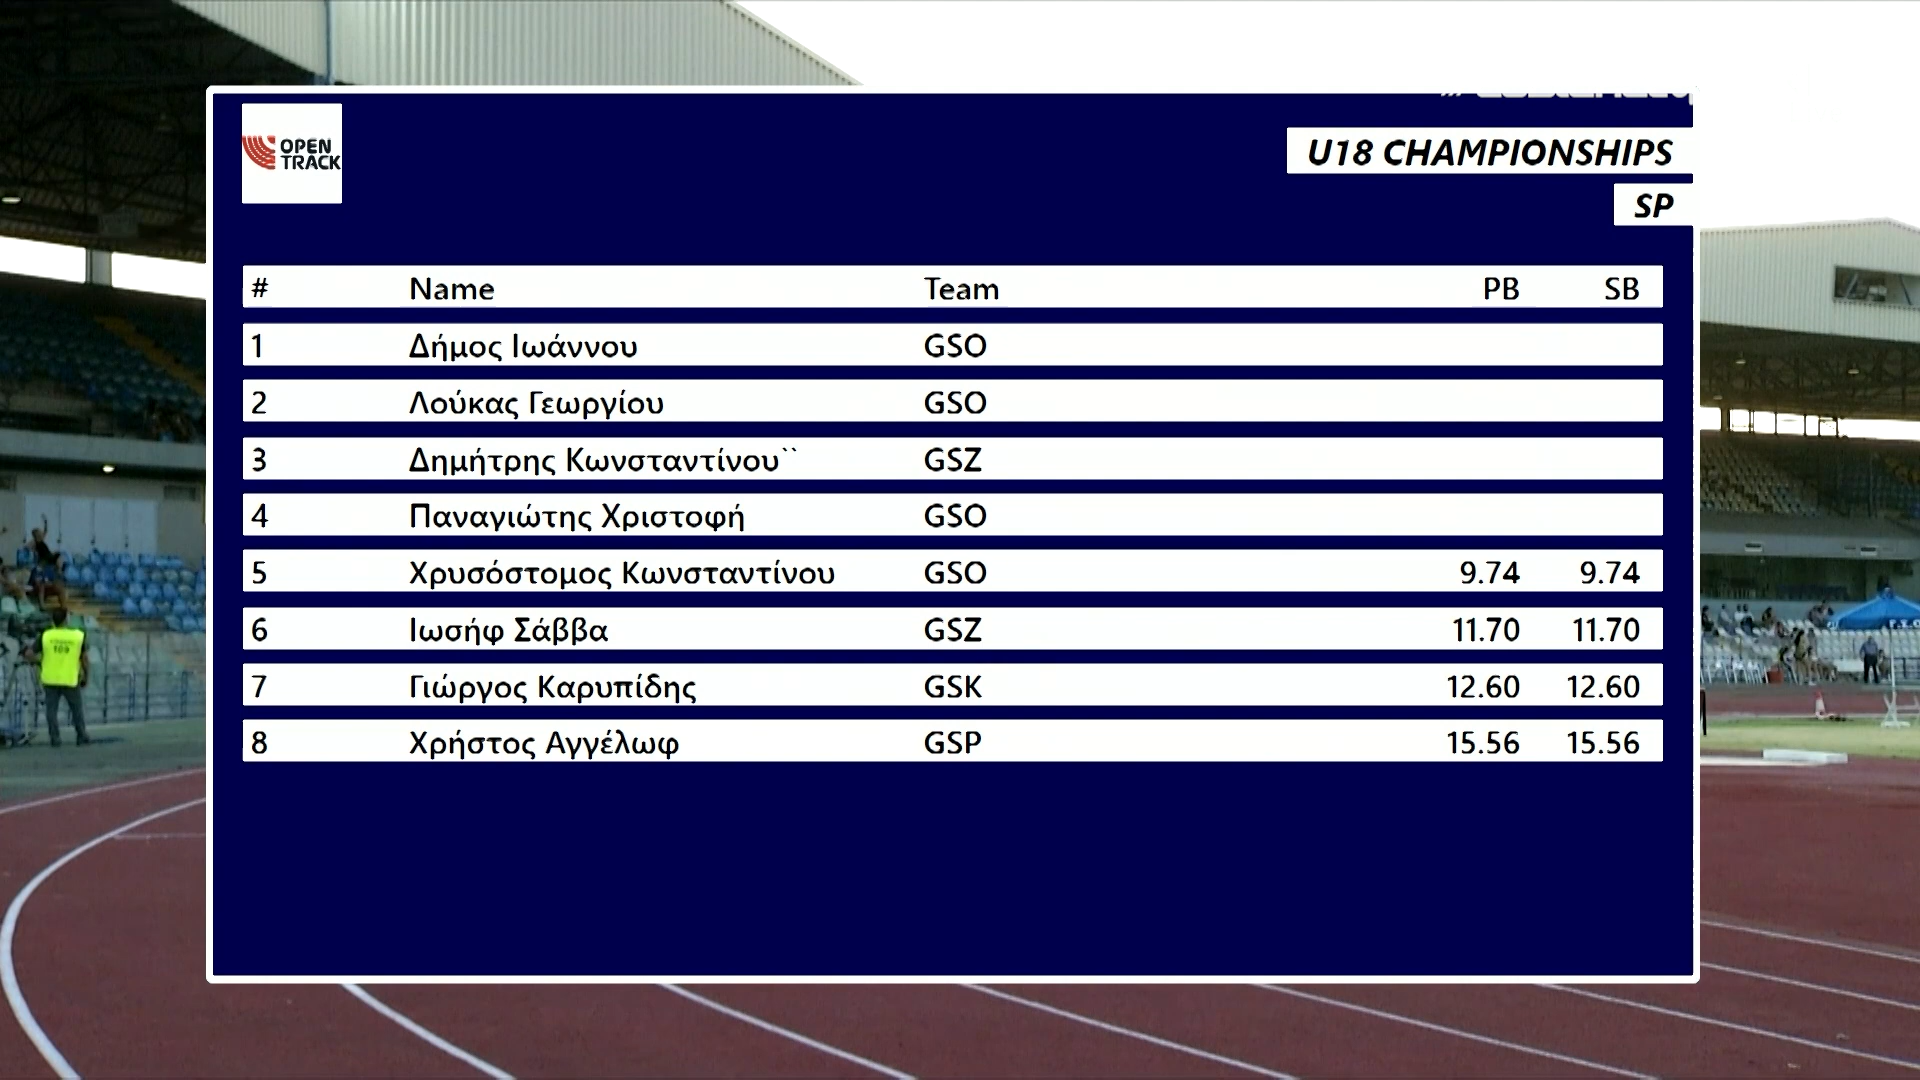 OPEN
TRACK
U18 CHAMPIONSHIPS
SP
# Name Team PB SB
1 Δήμος Ιωάννου GSO
2 Λούκας Γεωργίου GSO
3 Δημήτρης Κωνσταντίνου`` GSZ
4 Παναγιώτης Χριστοφή GSO
5 Χρυσόστομος Κωνσταντίνου GSO 9.74 9.74
6 Ιωσήφ Σάββα GSZ 11.70 11.70
7 Γιώργος Καρυπίδης GSK 12.60 12.60
8 Χρήστος Αγγέλωφ GSP 15.56 15.56
109